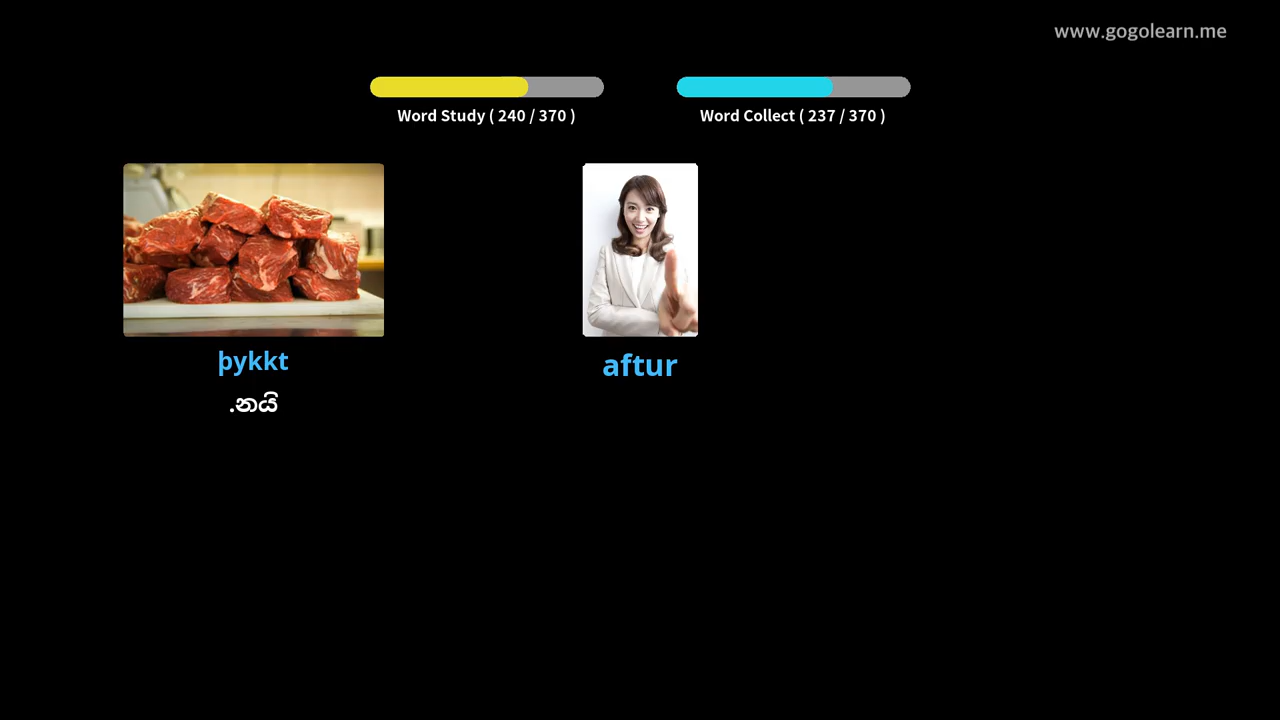 www.gogolearn.me
Word Study ( 240 / 370 )
Word Collect ( 237 / 370 )
þykkt
.නයි
aftur